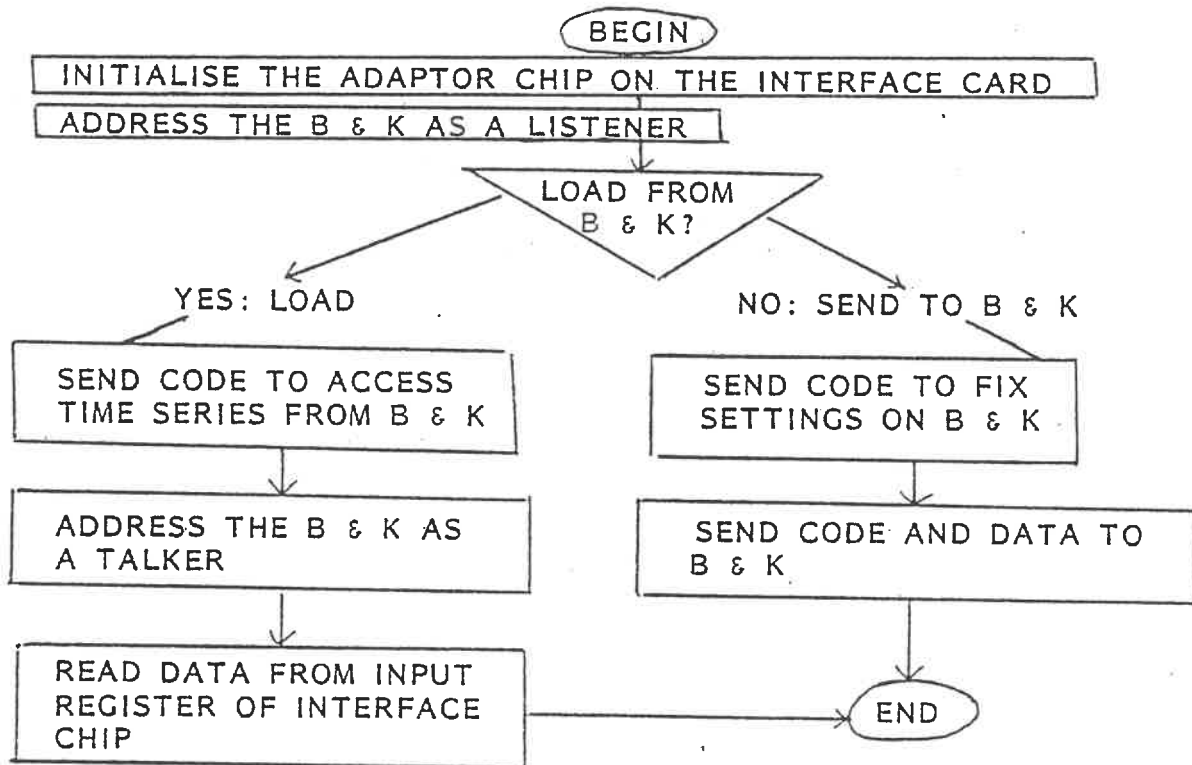 BEGIN
INITIALISE THE ADAPTOR CHIP ON THE INTERFACE CARD
ADDRESS THE B & K AS A LISTENER
LOAD FROM
B & K?
YES: LOAD
NO: SEND TO B & K
SEND CODE TO ACCESS
TIME SERIES FROM B & K
SEND CODE TO FIX
SETTINGS ON B & K
ADDRESS THE B & K AS
A TALKER
SEND CODE AND DATA TO
B & K
READ DATA FROM INPUT
REGISTER OF INTERFACE
CHIP
END